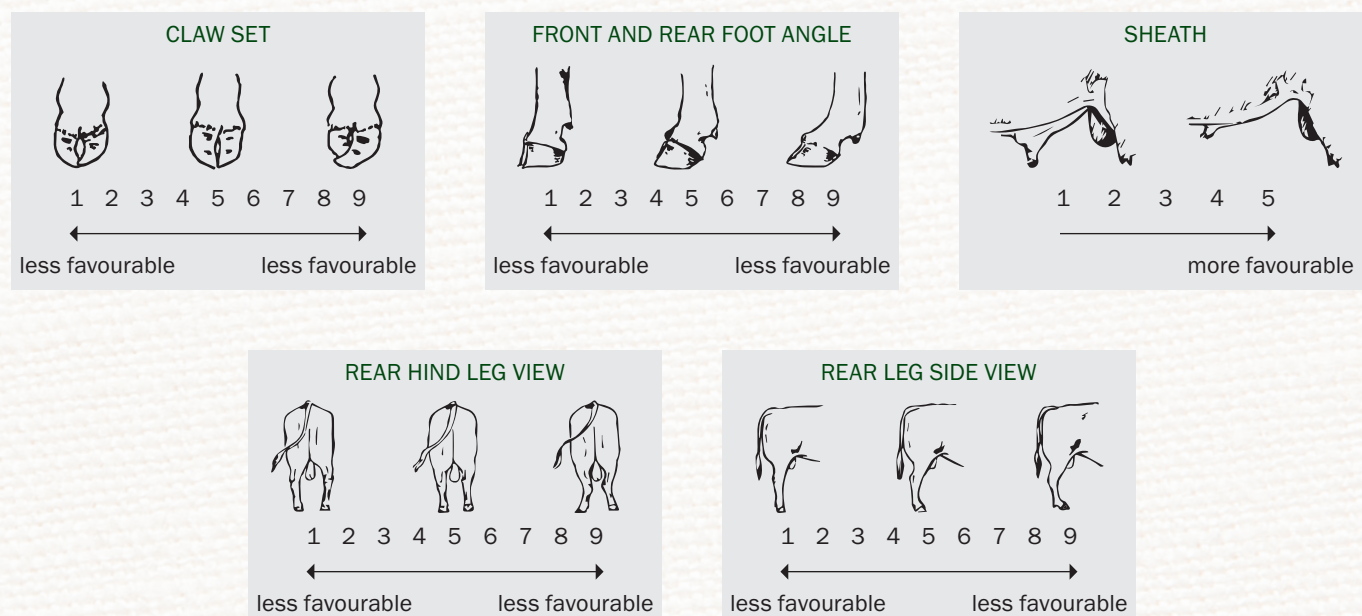 CLAW SET
1 2 3 4 5 6 7 8 9
less favourable less favourable
FRONT AND REAR FOOT ANGLE
1 2 3 4 5 6 7 8 9
less favourable less favourable
SHEATH
1 2 3 4 5
more favourable
REAR HIND LEG VIEW
1 2 3 4 5 6 7 8 9
less favourable less favourable
REAR LEG SIDE VIEW
1 2 3 4 5 6 7 8 9
less favourable less favourable